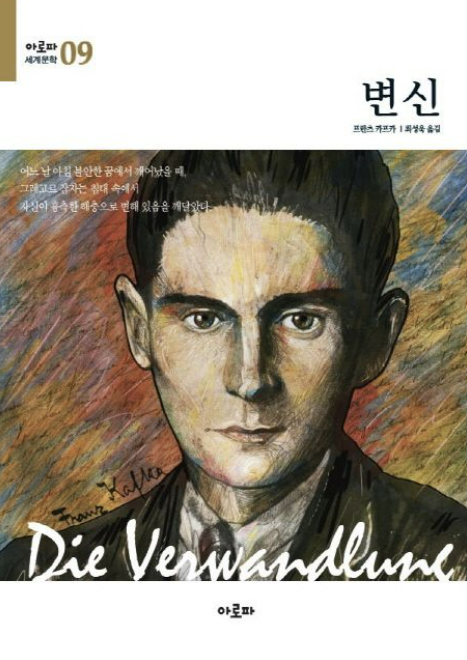 아로파
세계문학 09
변신
프란츠 카프카 | 최성욱 옮김
어느 날 아침 불안한 꿈에서 깨어났을 때,
그레고르 잠자는 침대 속에서
자신이 흉측한 해충으로 변해 있음을 깨달았다.
Franz Kafka
Die Verwandlung
아로파